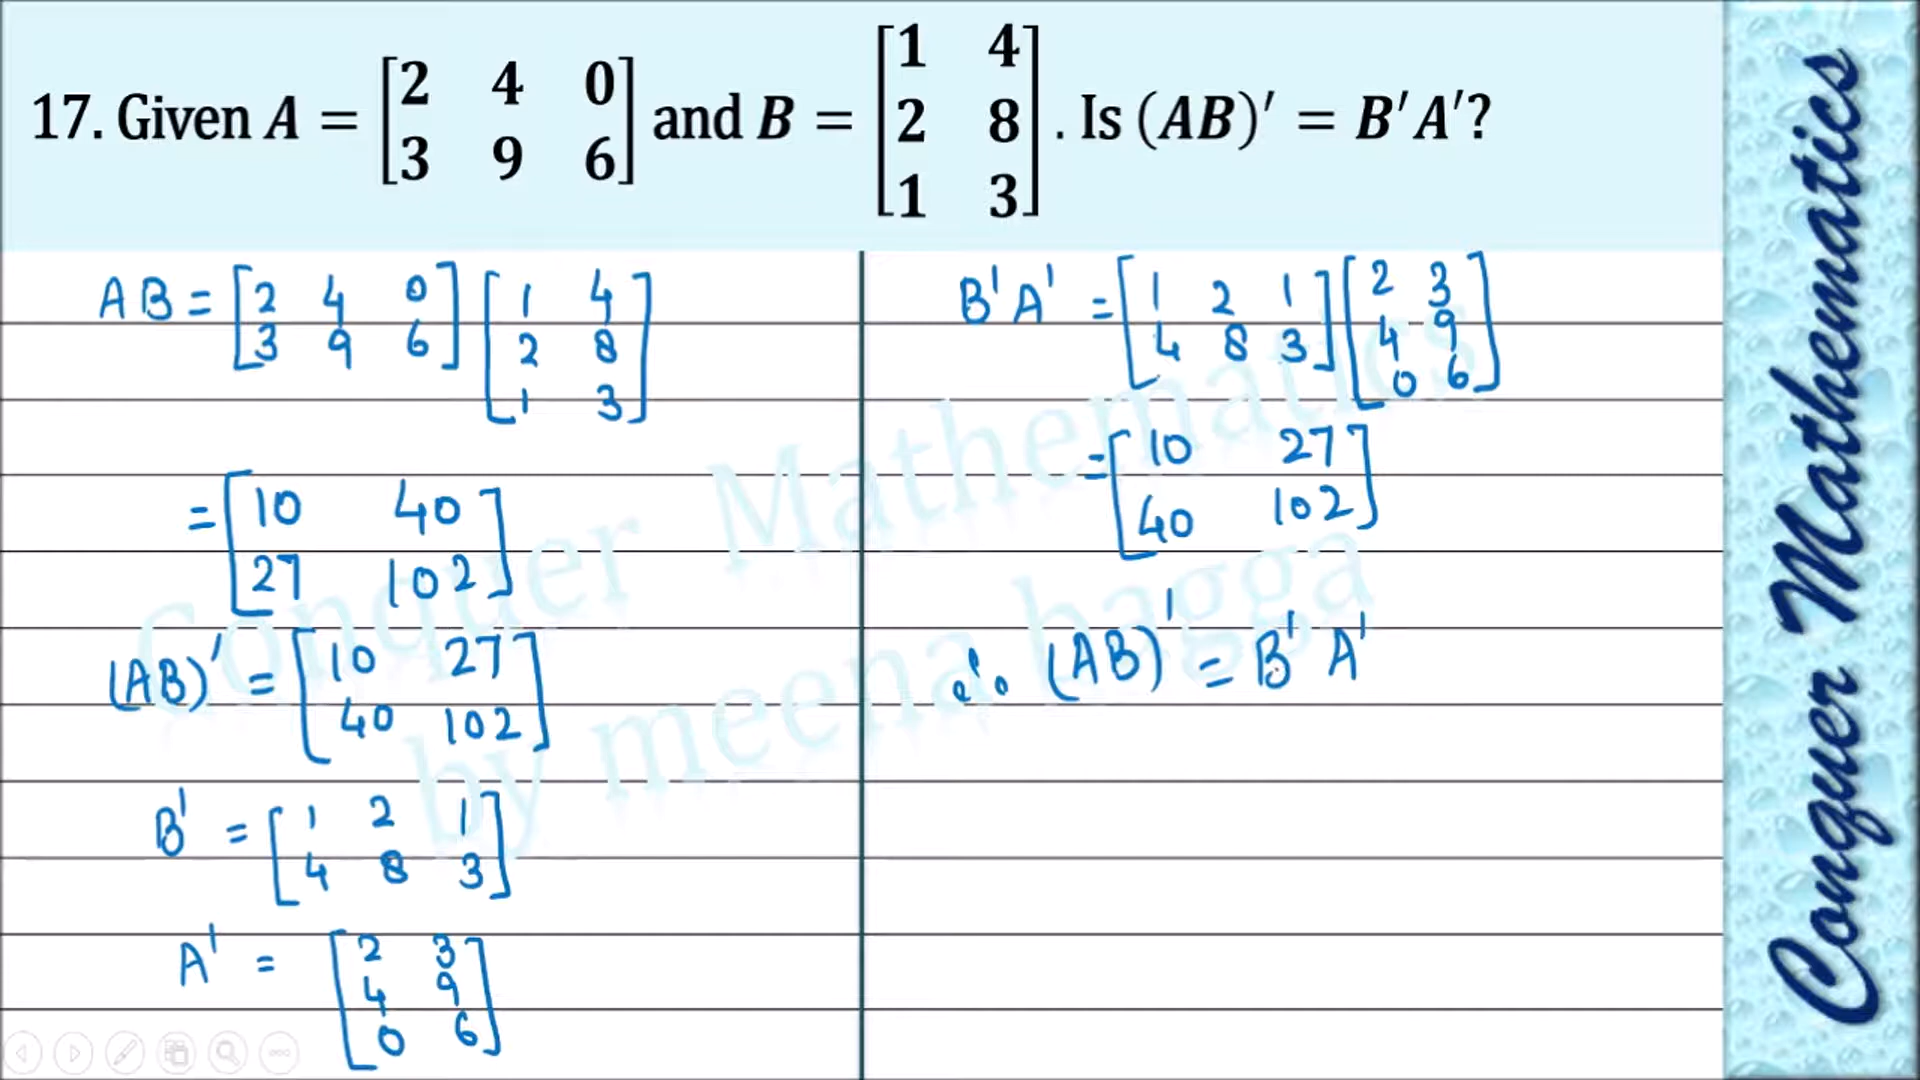 17. Given A = [2 4 0; 3 9 6] and B = [1 4; 2 8; 1 3]. Is (AB)′ = B′A′?
AB = [2 4 0; 3 9 6] [1 4; 2 8; 1 3]
= [10 40; 27 102]
(AB)′ = [10 27; 40 102]
B′ = [1 2 1; 4 8 3]
A′ = [2 3; 4 9; 0 6]
B′A′ = [1 2 1; 4 8 3] [2 3; 4 9; 0 6]
= [10 27; 40 102]
∴ (AB)′ = B′A′
Conquer Mathematics
by meena bagga
Conquer Mathematics